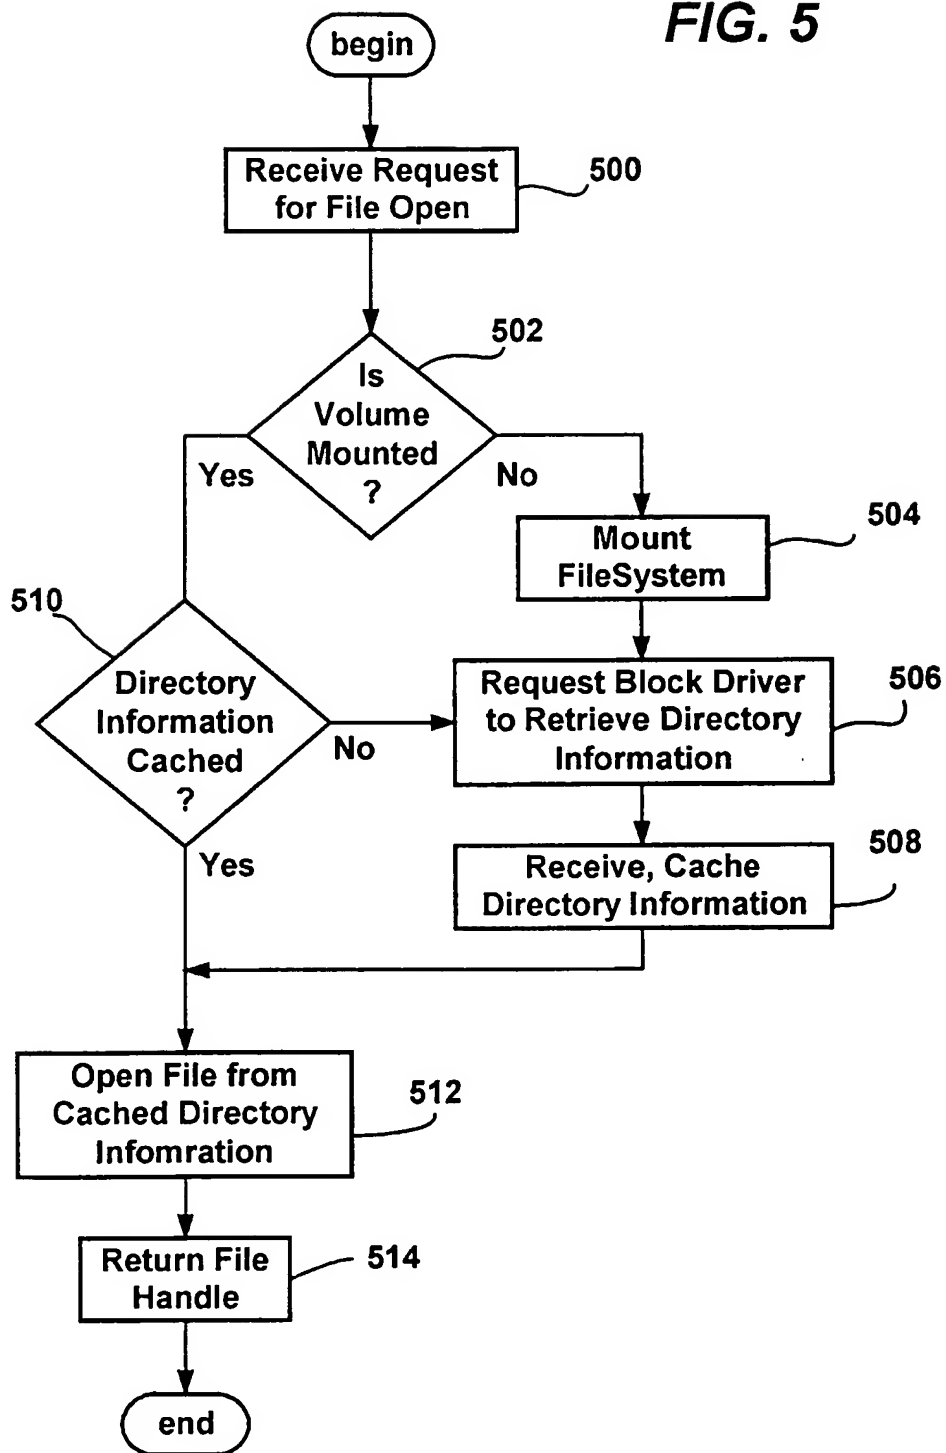 FIG. 5
begin
Receive Request
for File Open
500
502
Is
Volume
Mounted
?
Yes
No
504
Mount
FileSystem
510
Directory
Information
Cached
?
No
Yes
Request Block Driver
to Retrieve Directory
Information
506
508
Receive, Cache
Directory Information
Open File from
Cached Directory
Infomration
512
Return File
Handle
514
end